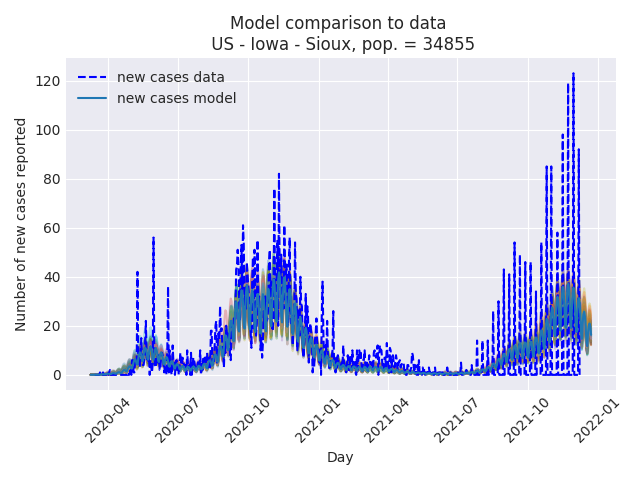 Model comparison to data
US - Iowa - Sioux, pop. = 34855
new cases data
new cases model
Number of new cases reported
120
100
80
60
40
20
0
2020-04
2020-07
2020-10
2021-01
2021-04
2021-07
2021-10
2022-01
Day